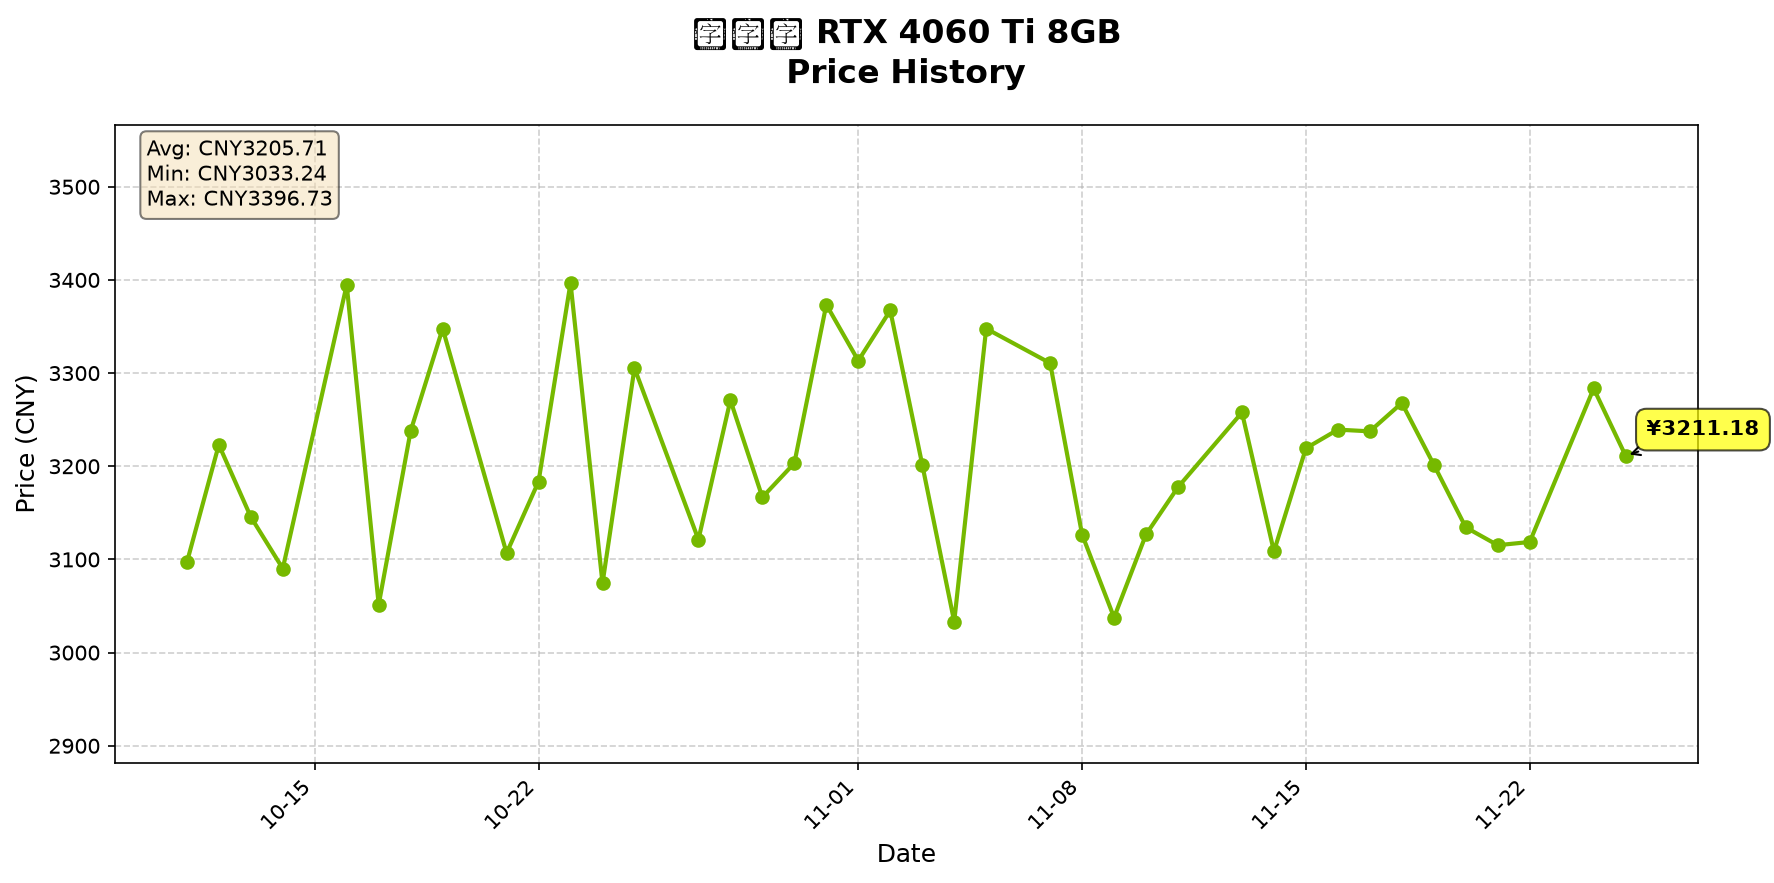 RTX 4060 Ti 8GB
Price History
Avg: CNY3205.71
Min: CNY3033.24
Max: CNY3396.73
3500
3400
3300
3200
3100
3000
2900
Price (CNY)
¥3211.18
10-15
10-22
11-01
11-08
11-15
11-22
Date